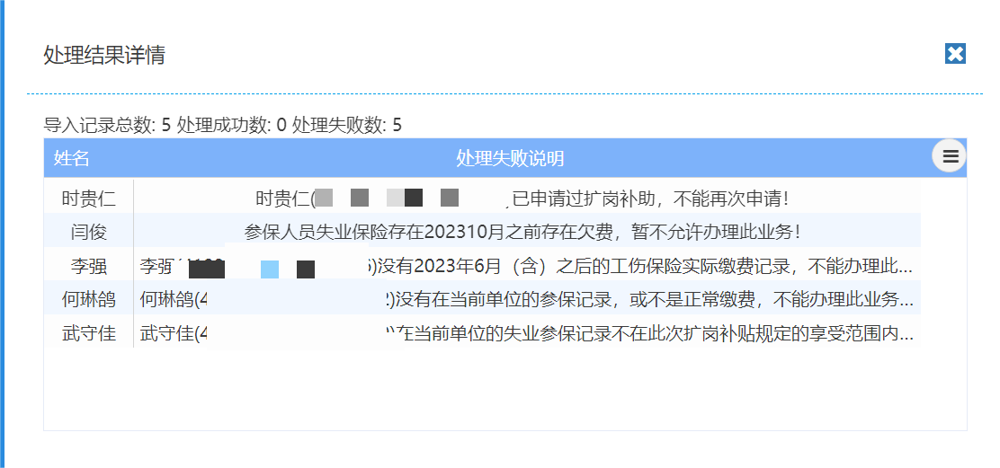 处理结果详情
导入记录总数: 5 处理成功数: 0 处理失败数: 5
姓名 处理失败说明
时贵仁 时贵仁( 已申请过扩岗补助，不能再次申请！
闫俊 参保人员失业保险存在202310月之前存在欠费，暂不允许办理此业务！
李强 李强 )没有2023年6月（含）之后的工伤保险实际缴费记录，不能办理此...
何琳鸽 何琳鸽(4 )没有在当前单位的参保记录，或不是正常缴费，不能办理此业务...
武守佳 武守佳(4 )在当前单位的失业参保记录不在此次扩岗补贴规定的享受范围内...